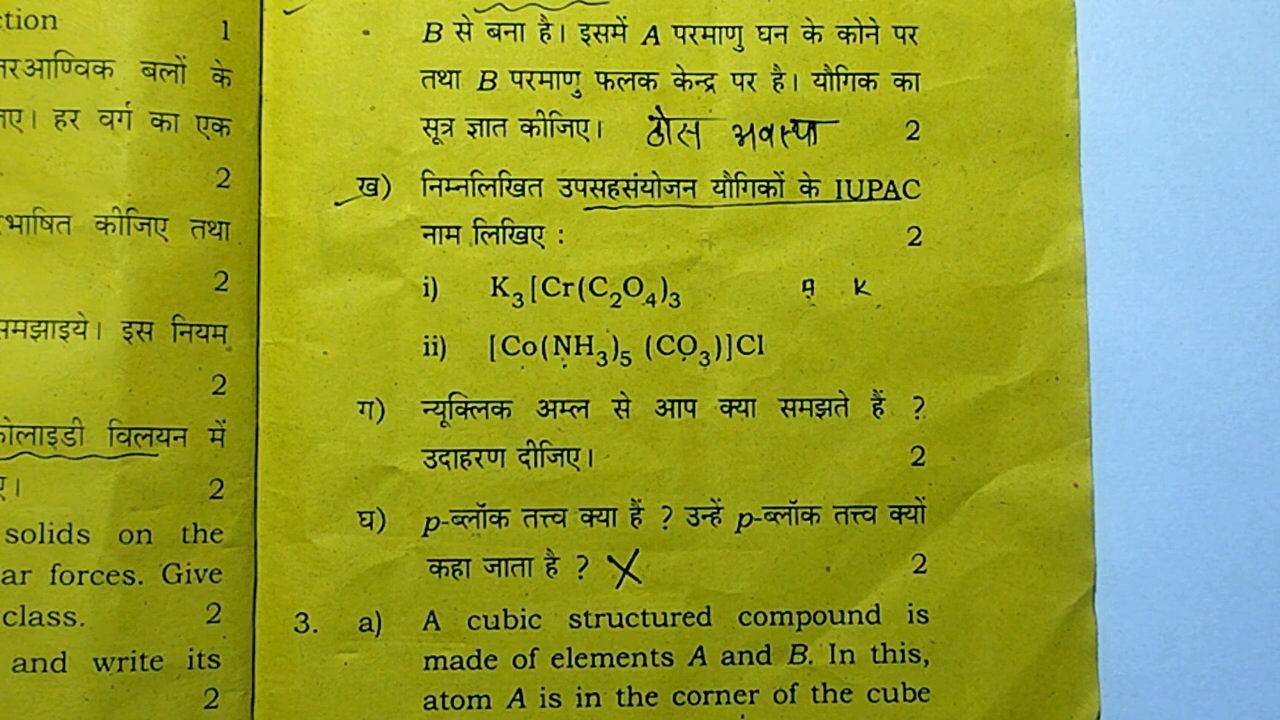 ction 1
आण्विक बलों के
हर वर्ग का एक
2
भाषित कीजिए तथा
2
समझाइये। इस नियम
2
विलयन में
2
solids on the
ar forces. Give
class. 2
and write its
2
B से बना है। इसमें A परमाणु घन के कोने पर
तथा B परमाणु फलक केन्द्र पर है। यौगिक का
सूत्र ज्ञात कीजिए। ठोस अवस्था 2
ख) निम्नलिखित उपसहसंयोजन यौगिकों के IUPAC
नाम लिखिए : 2
i) K₃[Cr(C₂O₄)₃ A K
ii) [Co(NH₃)₅ (CO₃)]Cl
ग) न्यूक्लिक अम्ल से आप क्या समझते हैं ?
उदाहरण दीजिए। 2
घ) p-ब्लॉक तत्त्व क्या हैं ? उन्हें p-ब्लॉक तत्त्व क्यों
कहा जाता है ? X 2
3. a) A cubic structured compound is
made of elements A and B. In this,
atom A is in the corner of the cube